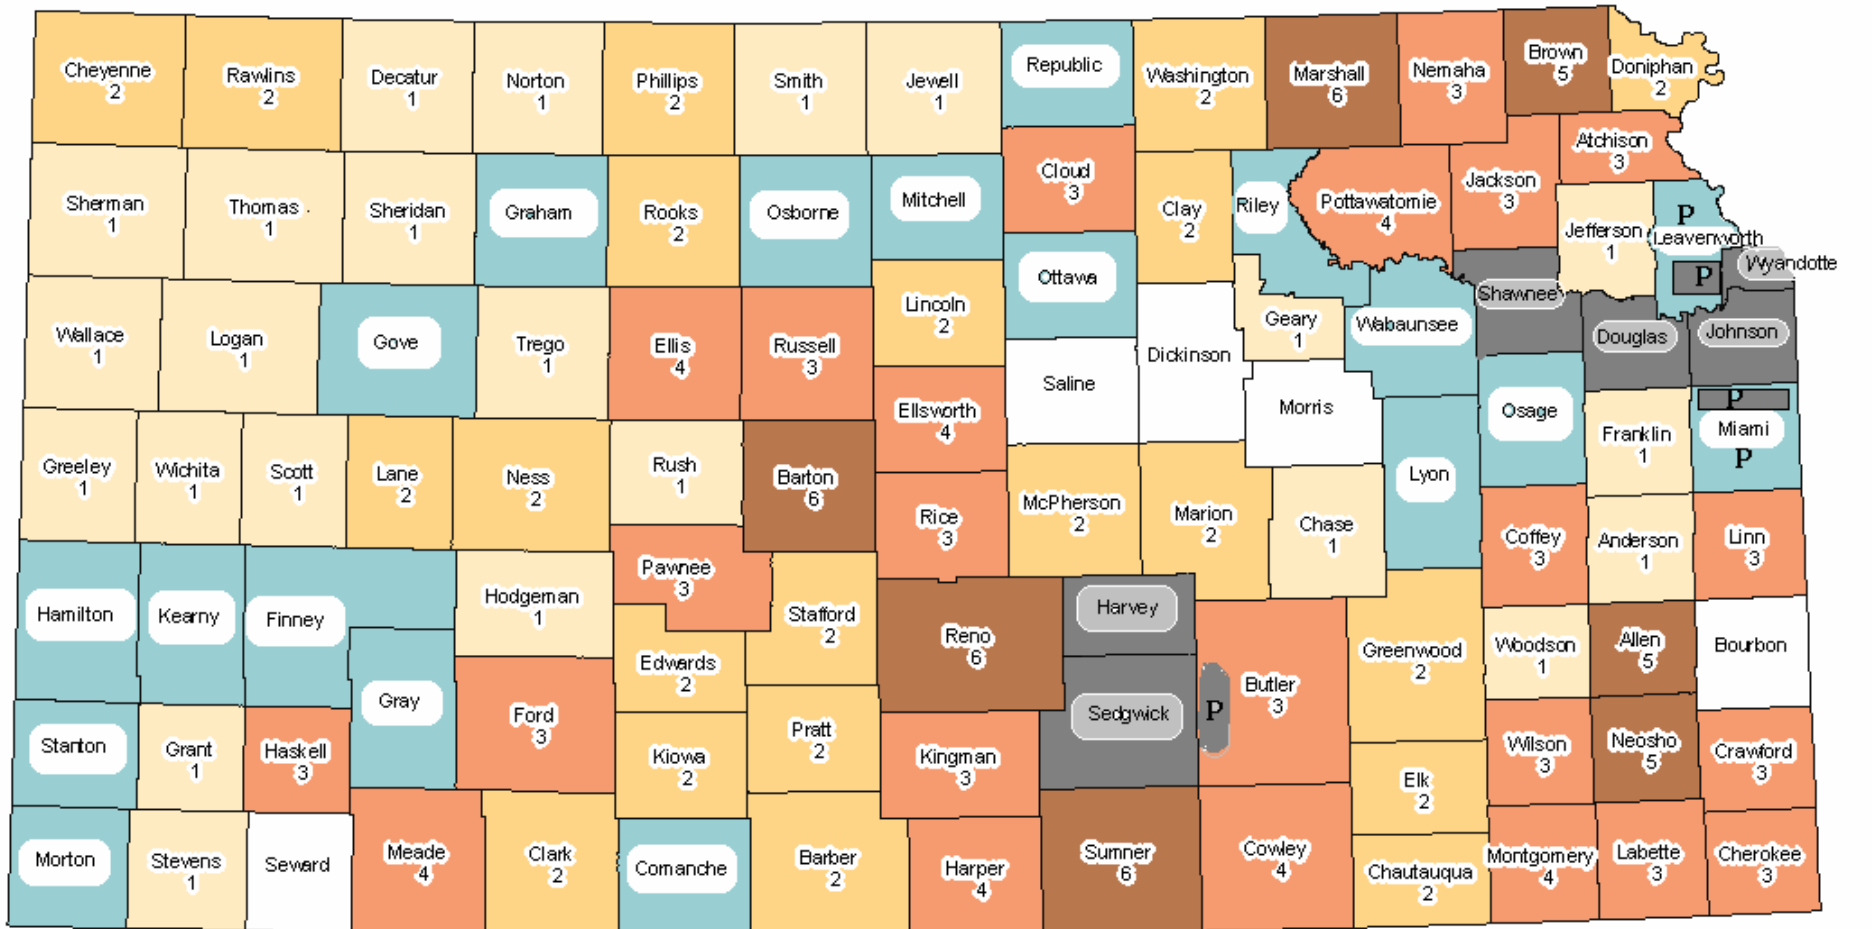 Cheyenne
2
Rawlins
2
Decatur
1
Norton
1
Phillips
2
Smith
1
Jewell
1
Republic
Washington
2
Marshall
6
Nemaha
3
Brown
5
Doniphan
2
Sherman
1
Thomas
1
Sheridan
1
Graham
Rooks
2
Osborne
Mitchell
Cloud
3
Clay
2
Riley
Pottawatomie
4
Jackson
3
Atchison
3
Jefferson
1
P
Leavenworth
P
Wyandotte
Wallace
1
Logan
1
Gove
Trego
1
Ellis
4
Russell
3
Lincoln
2
Ottawa
Dickinson
Geary
1
Wabaunsee
Shawnee
Douglas
Johnson
Greeley
1
Wichita
1
Scott
1
Lane
2
Ness
2
Rush
1
Barton
6
Ellsworth
4
Saline
Morris
Osage
Franklin
1
P
Miami
P
Rice
3
McPherson
2
Marion
2
Chase
1
Lyon
Coffey
3
Anderson
1
Linn
3
Hamilton
Kearny
Finney
Hodgeman
1
Pawnee
3
Stafford
2
Reno
6
Harvey
Butler
3
Greenwood
2
Woodson
1
Allen
5
Bourbon
Stanton
Grant
1
Haskell
3
Gray
Ford
3
Edwards
2
Kiowa
2
Pratt
2
Kingman
3
Sedgwick
P
Elk
2
Wilson
3
Neosho
5
Crawford
3
Morton
Stevens
1
Seward
Meade
4
Clark
2
Comanche
Barber
2
Harper
4
Sumner
6
Cowley
4
Chautauqua
2
Montgomery
4
Labette
3
Cherokee
3